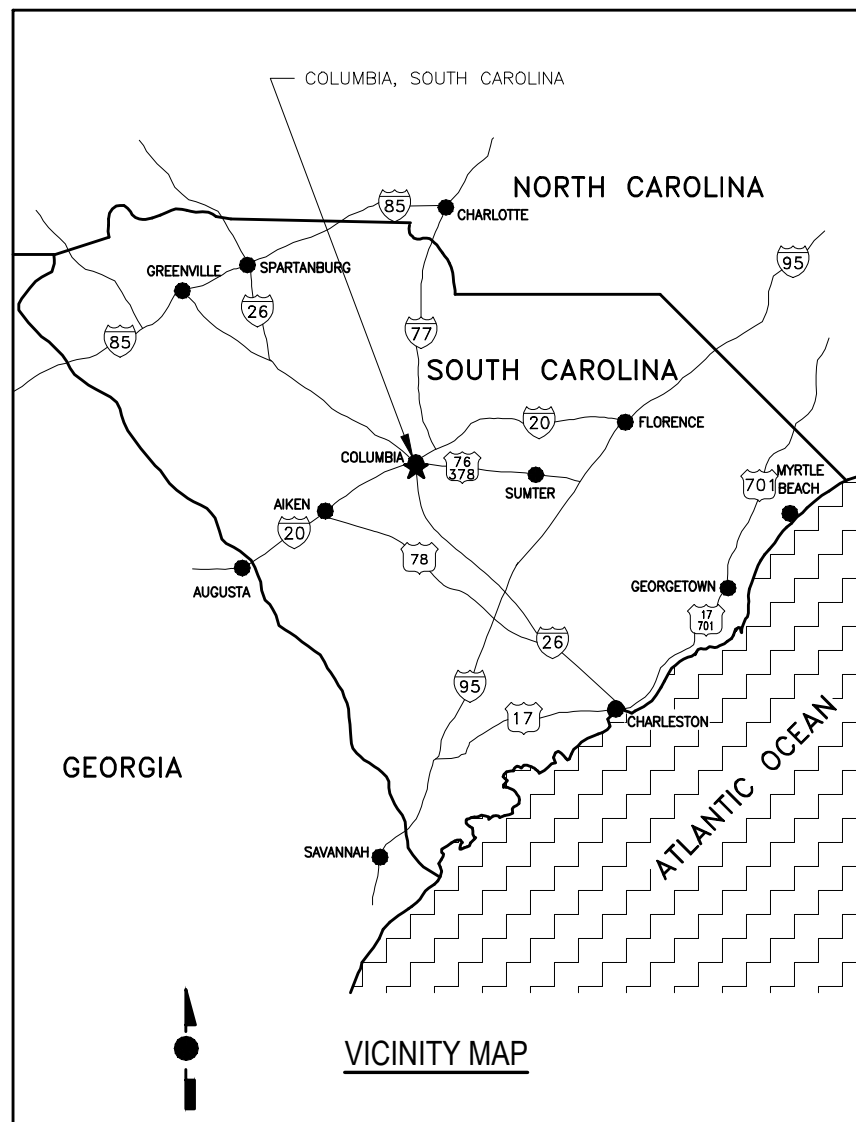 COLUMBIA, SOUTH CAROLINA
NORTH CAROLINA
85
CHARLOTTE
95
SPARTANBURG
GREENVILLE
26
77
85
SOUTH CAROLINA
20
FLORENCE
COLUMBIA
76
378
SUMTER
MYRTLE
BEACH
701
AIKEN
20
78
AUGUSTA
GEORGETOWN
17
701
26
95
17
CHARLESTON
GEORGIA
ATLANTIC OCEAN
SAVANNAH
VICINITY MAP